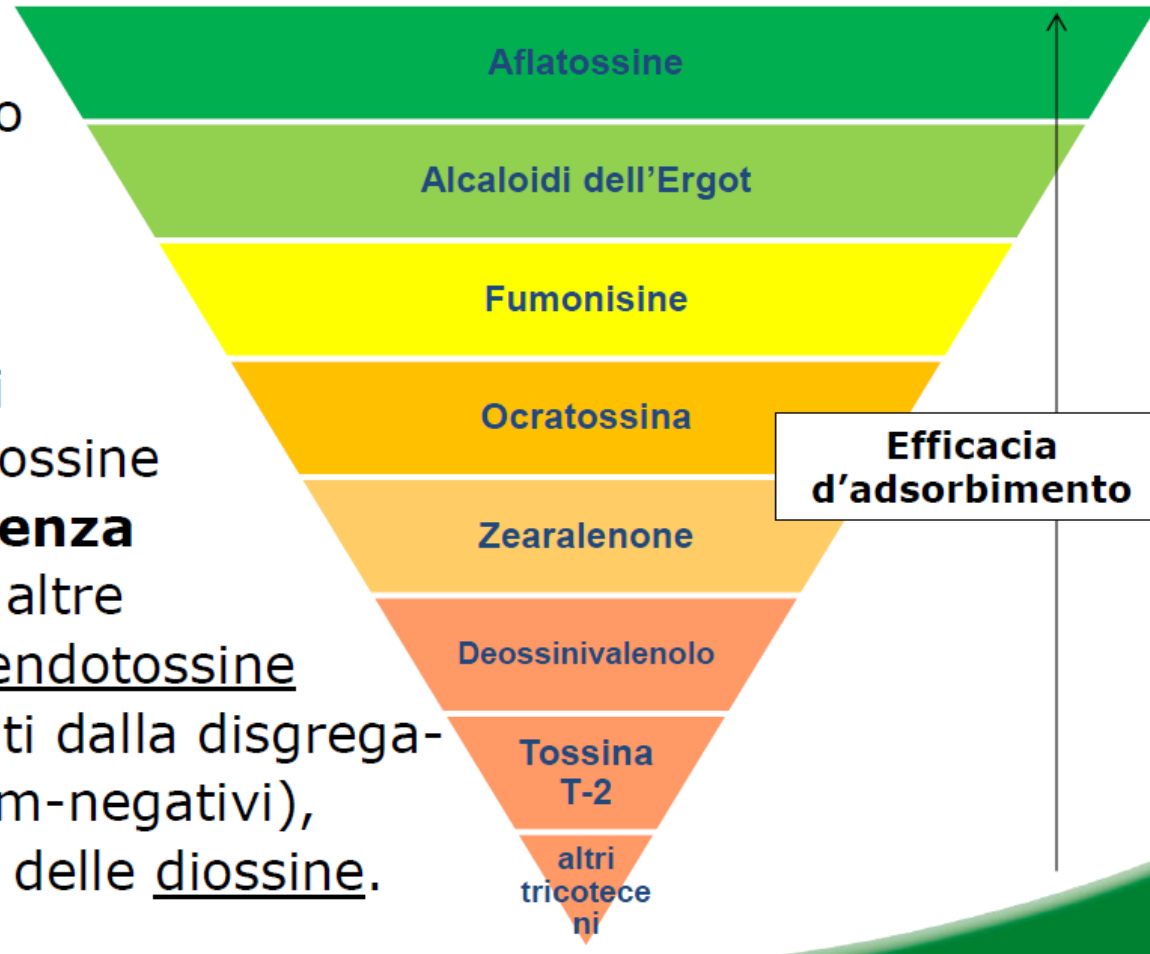 Aflatossine
Alcaloidi dell'Ergot
Fumonisine
Ocratossina
Zearalenone
Deossinivalenolo
Tossina
T-2
altri
tricotece
ni
Efficacia
d'adsorbimento
o
i
ossine
enza
altre
endotossine
ti dalla disgrega-
m-negativi),
delle diossine.